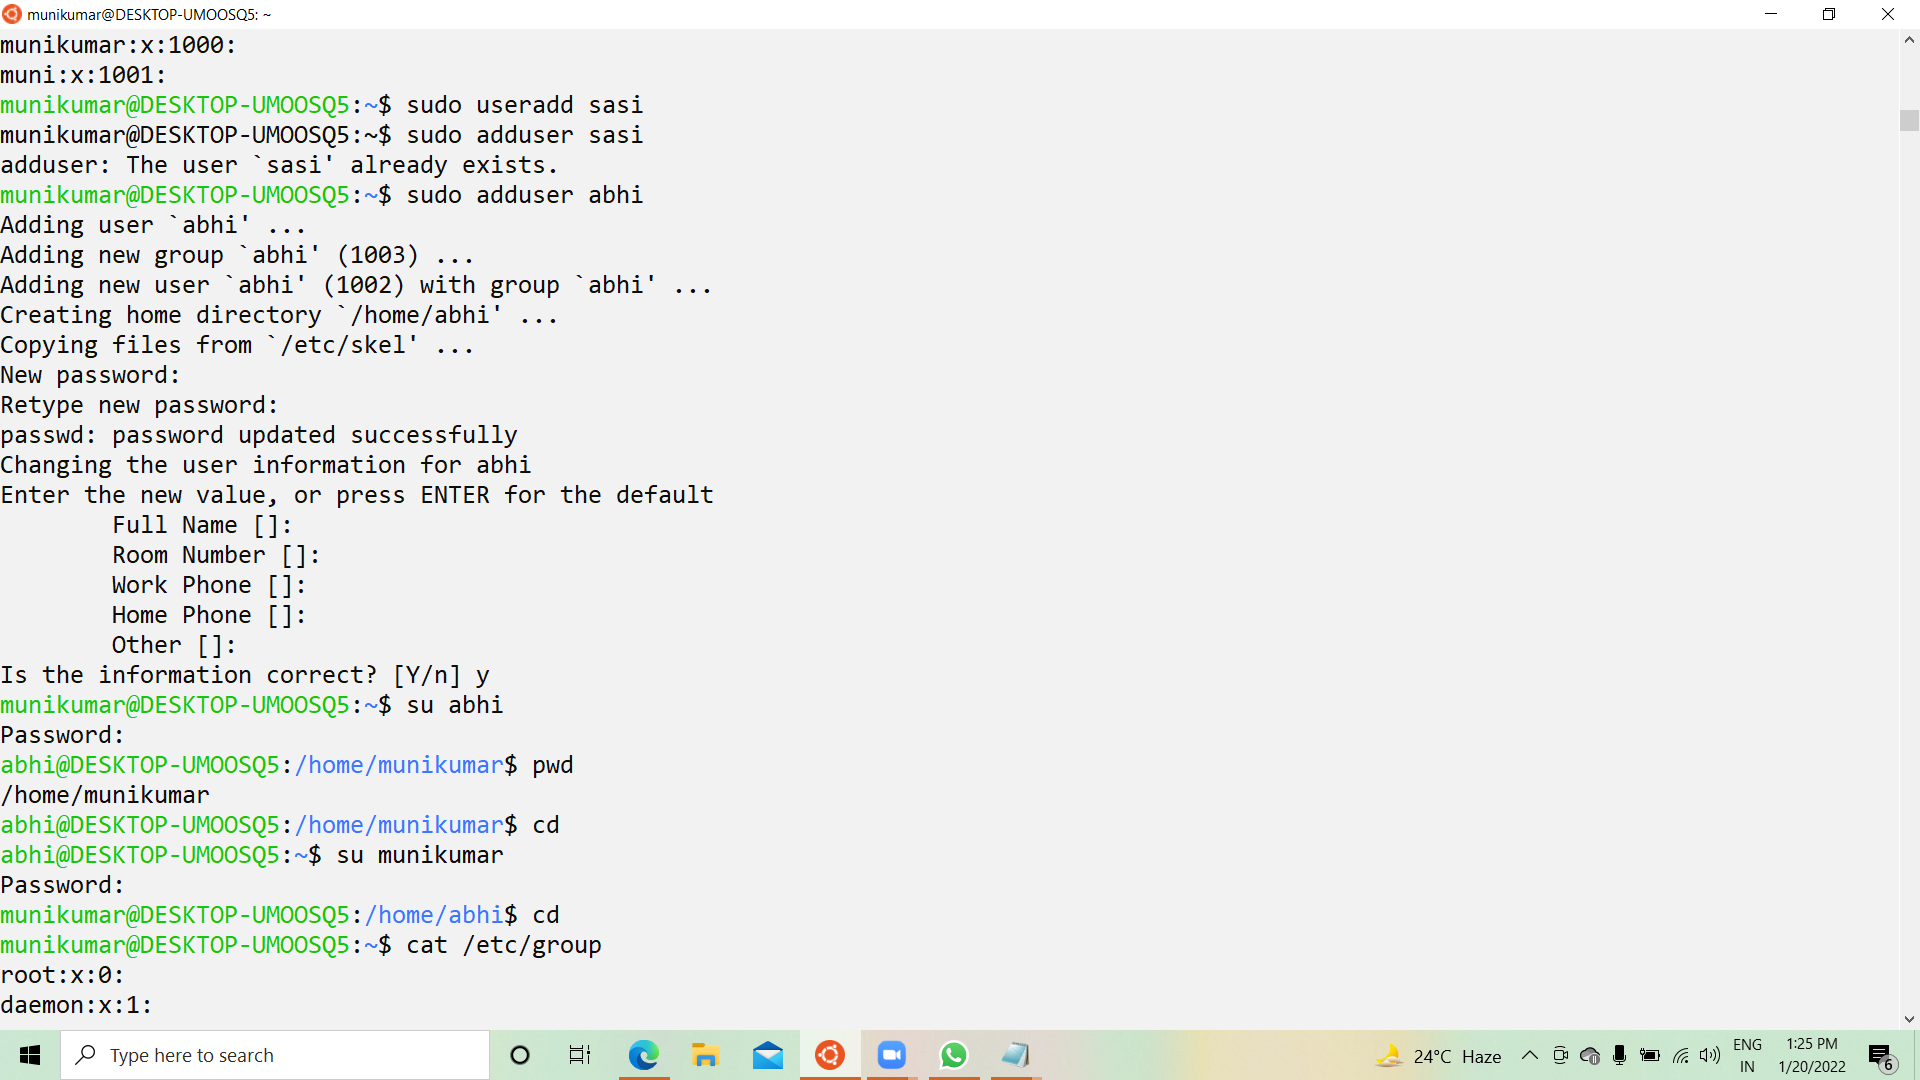 munikumar@DESKTOP-UMOOSQ5: ~
munikumar:x:1000:
muni:x:1001:
munikumar@DESKTOP-UMOOSQ5:~$ sudo useradd sasi
munikumar@DESKTOP-UMOOSQ5:~$ sudo adduser sasi
adduser: The user `sasi' already exists.
munikumar@DESKTOP-UMOOSQ5:~$ sudo adduser abhi
Adding user `abhi' ...
Adding new group `abhi' (1003) ...
Adding new user `abhi' (1002) with group `abhi' ...
Creating home directory `/home/abhi' ...
Copying files from `/etc/skel' ...
New password:
Retype new password:
passwd: password updated successfully
Changing the user information for abhi
Enter the new value, or press ENTER for the default
Full Name []:
Room Number []:
Work Phone []:
Home Phone []:
Other []:
Is the information correct? [Y/n] y
munikumar@DESKTOP-UMOOSQ5:~$ su abhi
Password:
abhi@DESKTOP-UMOOSQ5:/home/munikumar$ pwd
/home/munikumar
abhi@DESKTOP-UMOOSQ5:/home/munikumar$ cd
abhi@DESKTOP-UMOOSQ5:~$ su munikumar
Password:
munikumar@DESKTOP-UMOOSQ5:/home/abhi$ cd
munikumar@DESKTOP-UMOOSQ5:~$ cat /etc/group
root:x:0:
daemon:x:1:
Type here to search
24°C Haze
ENG
IN
1:25 PM
1/20/2022
6